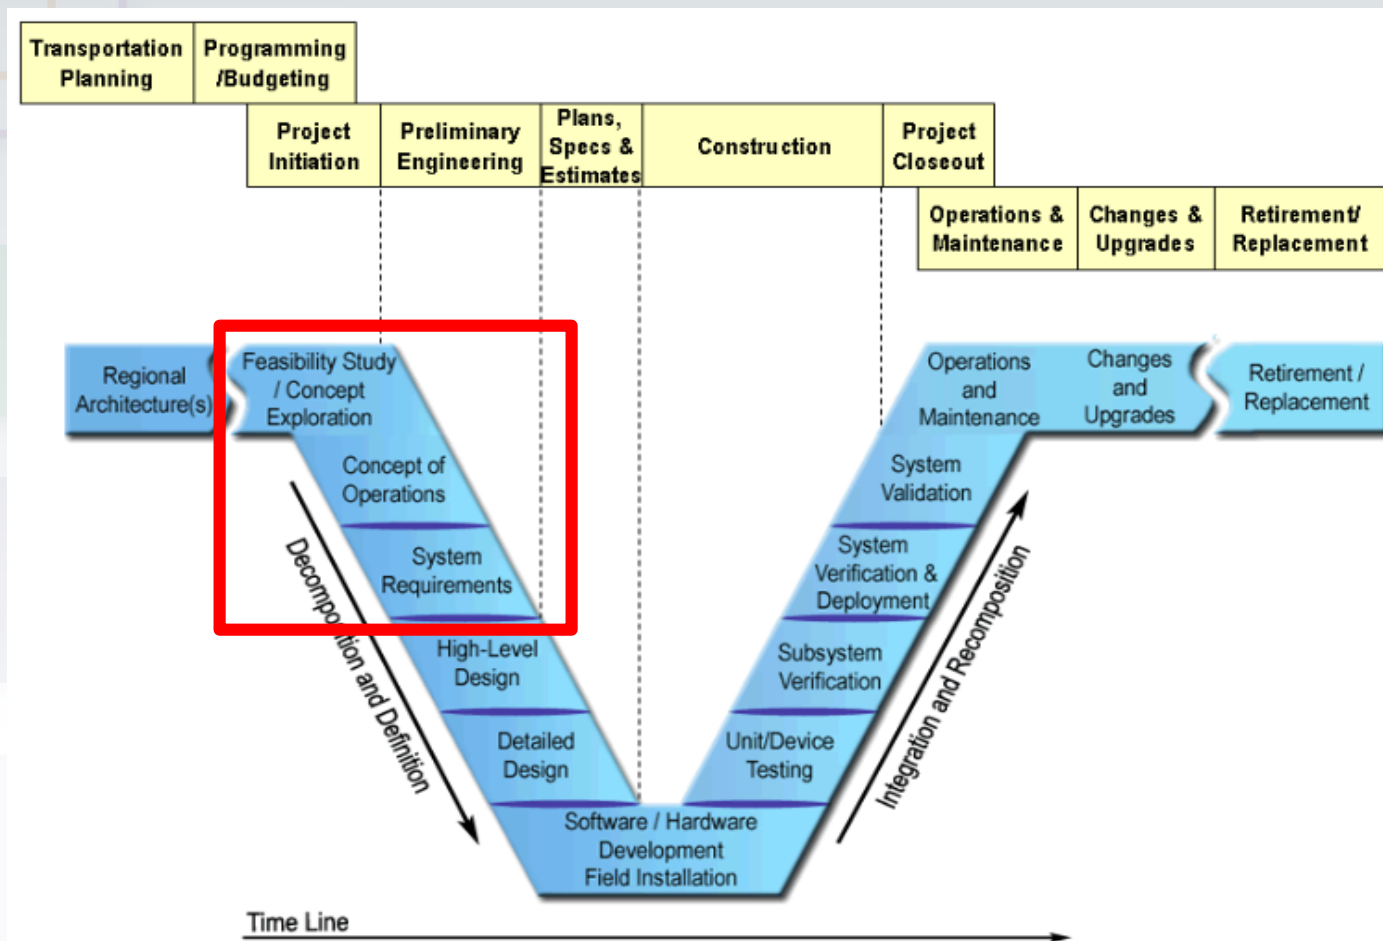 Transportation
Planning
Programming
/Budgeting
Project
Initiation
Preliminary
Engineering
Plans,
Specs &
Estimates
Construction
Project
Closeout
Operations &
Maintenance
Changes &
Upgrades
Retirement/
Replacement
Regional
Architecture(s)
Feasibility Study
/ Concept
Exploration
Concept of
Operations
System
Requirements
High-Level
Design
Detailed
Design
Software / Hardware
Development
Field Installation
Unit/Device
Testing
Subsystem
Verification
System
Verification &
Deployment
System
Validation
Operations
and
Maintenance
Changes
and
Upgrades
Retirement /
Replacement
Decomposition and Definition
Integration and Recomposition
Time Line